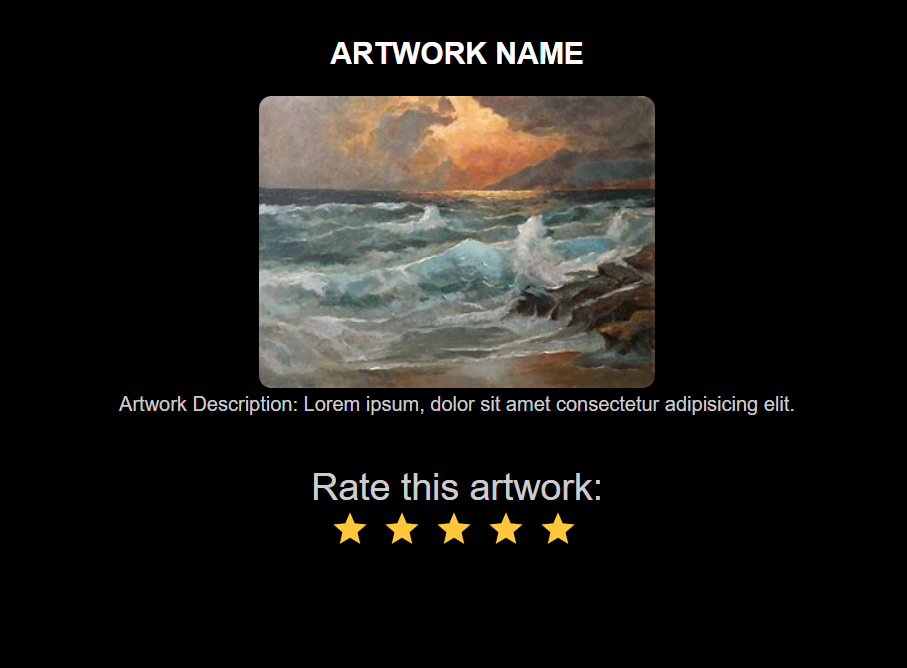 ARTWORK NAME
Artwork Description: Lorem ipsum, dolor sit amet consectetur adipisicing elit.
Rate this artwork: